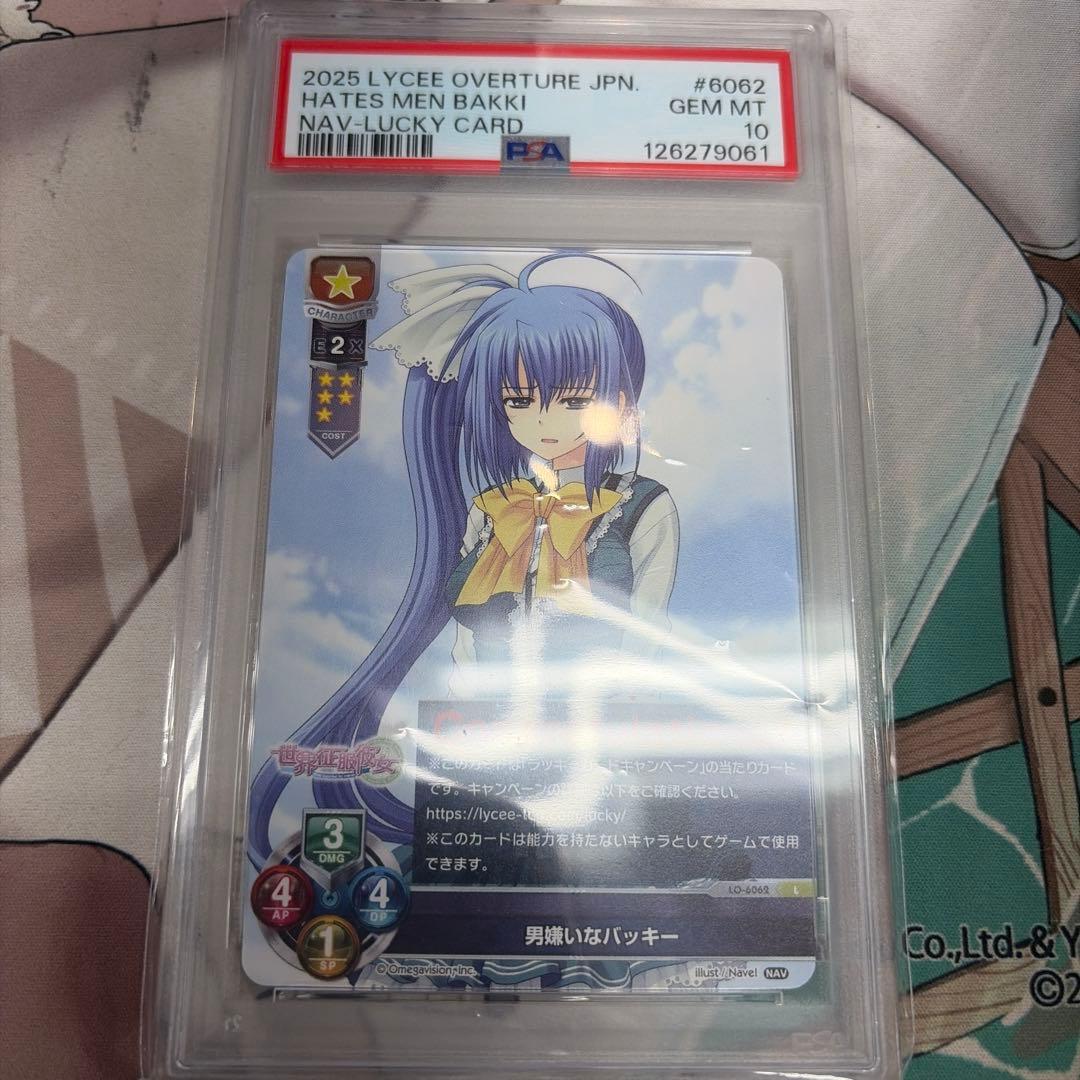 2025 LYCEE OVERTURE JPN. #6062
HATES MEN BAKKI GEM MT
NAV-LUCKY CARD 10
PSA 126279061
CHARACTER
E 2 X
COST
世界征服彼女
※このカードは「ラッキーカードキャンペーン」の当たりカード
です。キャンペーンの 以下をご確認ください。
https://lycee-tcg.com/lucky/
※このカードは能力を持たないキャラとしてゲームで使用
できます。
3
DMG
4
AP
4
DP
1
SP
LO-6062 L
男嫌いなバッキー
© Omegavision, Inc. illust / Navel NAV
Co.,Ltd. & Y
©2